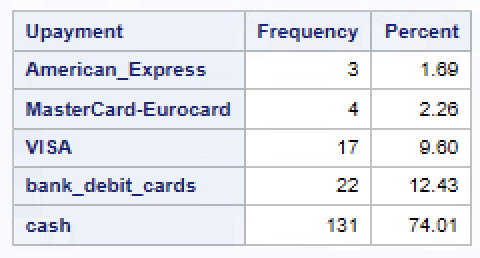 Upayment Frequency Percent
American_Express 3 1.69
MasterCard-Eurocard 4 2.26
VISA 17 9.60
bank_debit_cards 22 12.43
cash 131 74.01